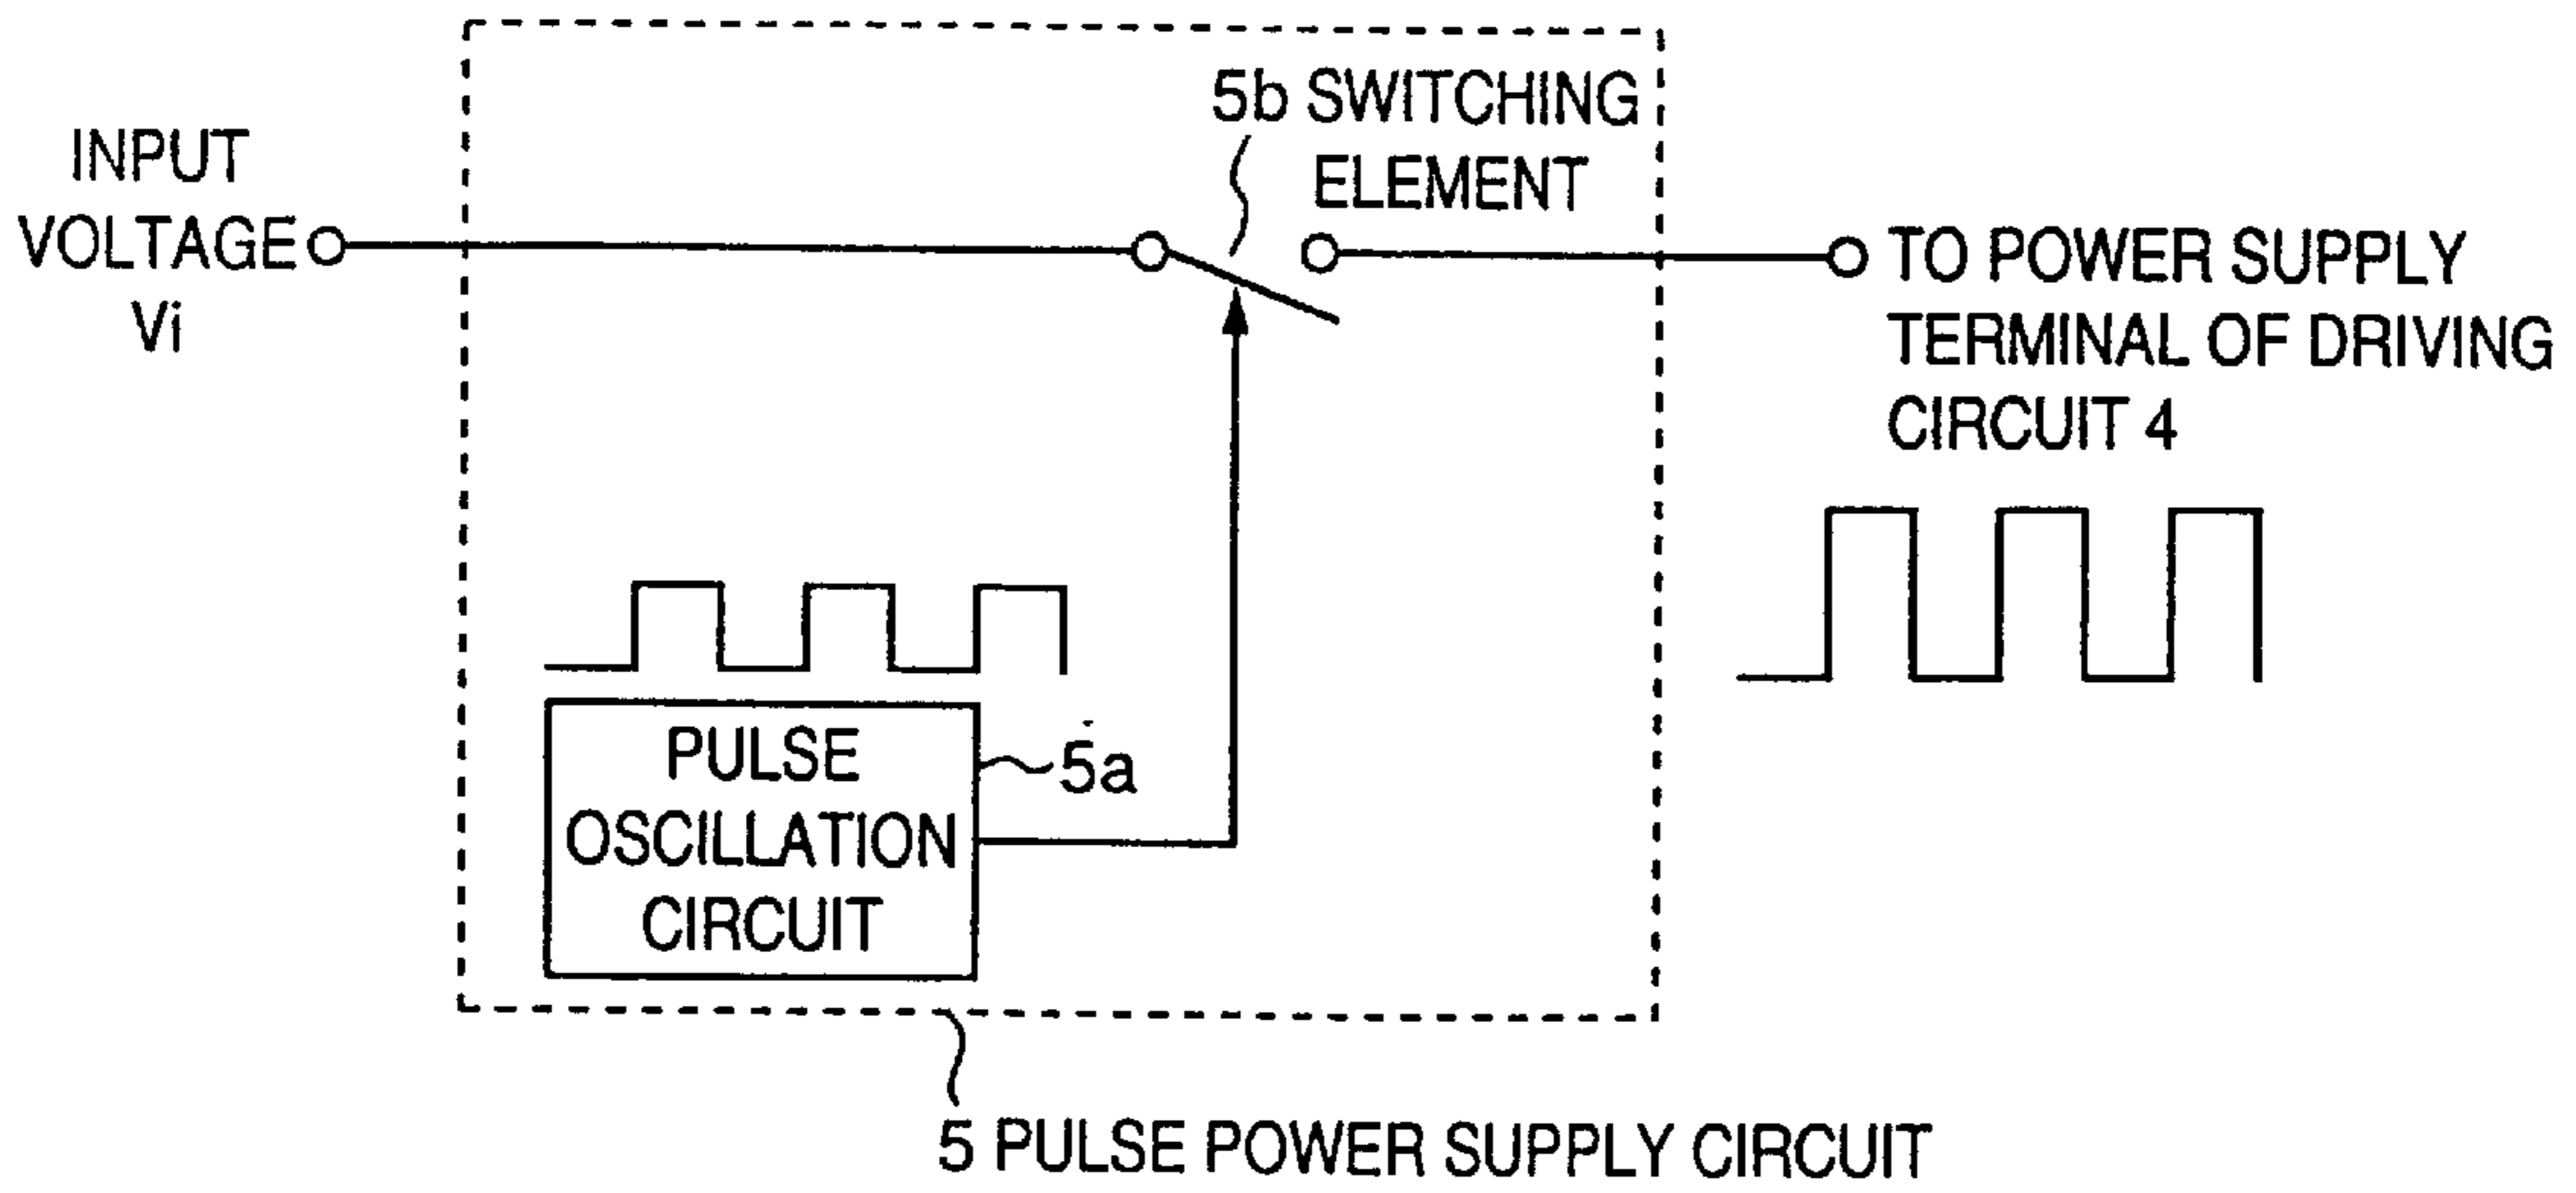 INPUT
VOLTAGE
Vi
5b SWITCHING
ELEMENT
TO POWER SUPPLY
TERMINAL OF DRIVING
CIRCUIT 4
PULSE
OSCILLATION
CIRCUIT
5a
5 PULSE POWER SUPPLY CIRCUIT